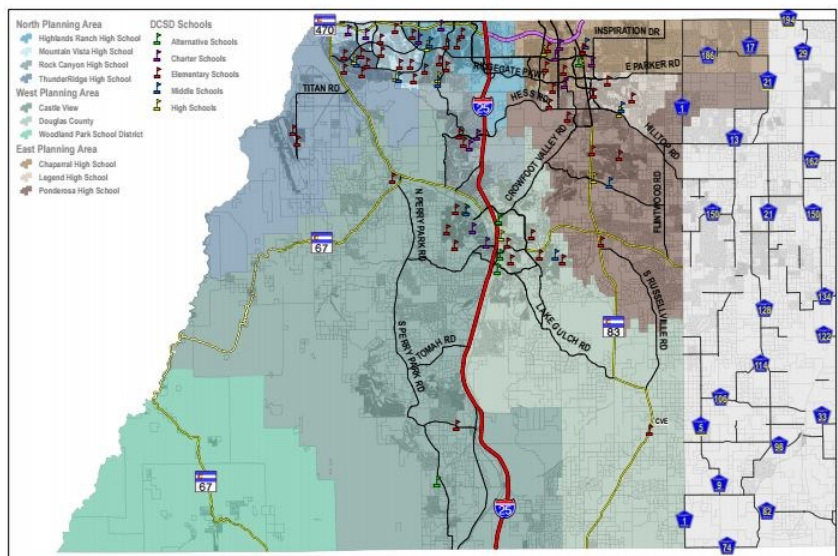 North Planning Area
Highlands Ranch High School
Mountain Vista High School
Rock Canyon High School
ThunderRidge High School
West Planning Area
Castle View
Douglas County
Woodland Park School District
East Planning Area
Chaparral High School
Legend High School
Ponderosa High School
DCSD Schools
Alternative Schools
Charter Schools
Elementary Schools
Middle Schools
High Schools
470
INSPIRATION DR
194
17
29
186
E PARKER RD
RIDGEGATE PKWY
21
TITAN RD
25
HESS RD
1
HILLTOP RD
13
CROWFOOT VALLEY RD
162
FLINTWOOD RD
N PERRY PARK RD
150
21
150
67
S RUSSELLVILLE RD
134
128
LAKE GULCH RD
83
122
S PERRY PARK RD
TOMAH RD
114
106
33
CVE
5
98
67
9
25
1
82
74